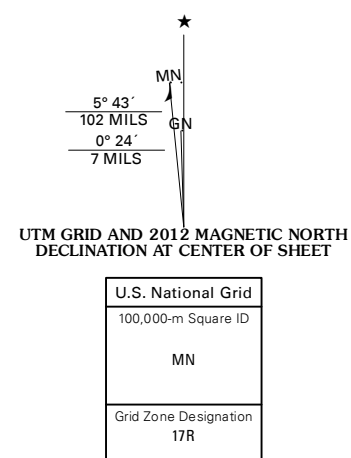 ★
MN
5° 43´
102 MILS
GN
0° 24´
7 MILS
UTM GRID AND 2012 MAGNETIC NORTH
DECLINATION AT CENTER OF SHEET
U.S. National Grid
100,000-m Square ID
MN
Grid Zone Designation
17R